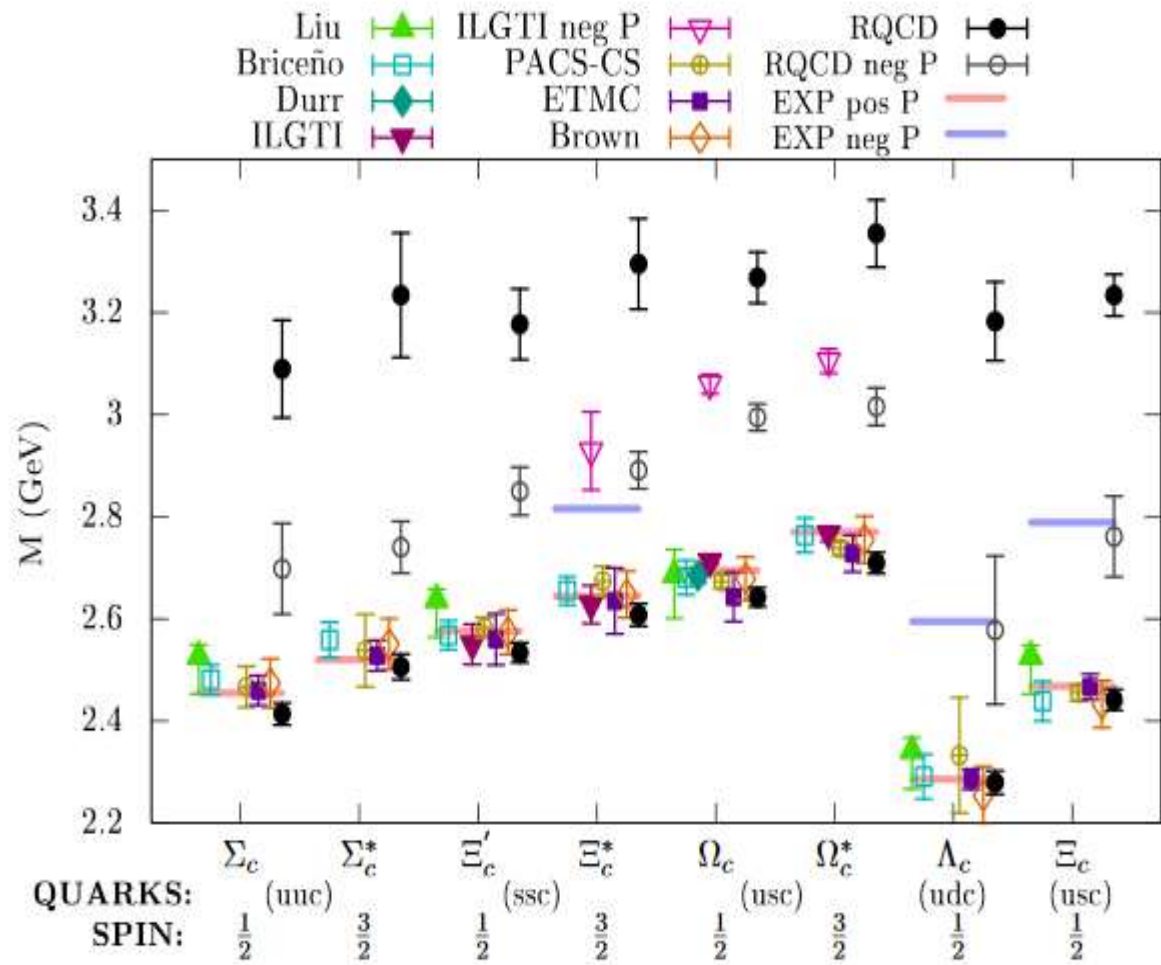 Liu ILGTI neg P RQCD
Briceño PACS-CS RQCD neg P
Durr ETMC EXP pos P
ILGTI Brown EXP neg P
3.4
3.2
3
2.8
2.6
2.4
2.2
M (GeV)
Σc Σ*c Ξ′c Ξ*c Ωc Ω*c Λc Ξc
QUARKS: (uuc) (ssc) (usc) (udc) (usc)
SPIN: 1/2 3/2 1/2 3/2 1/2 3/2 1/2 1/2